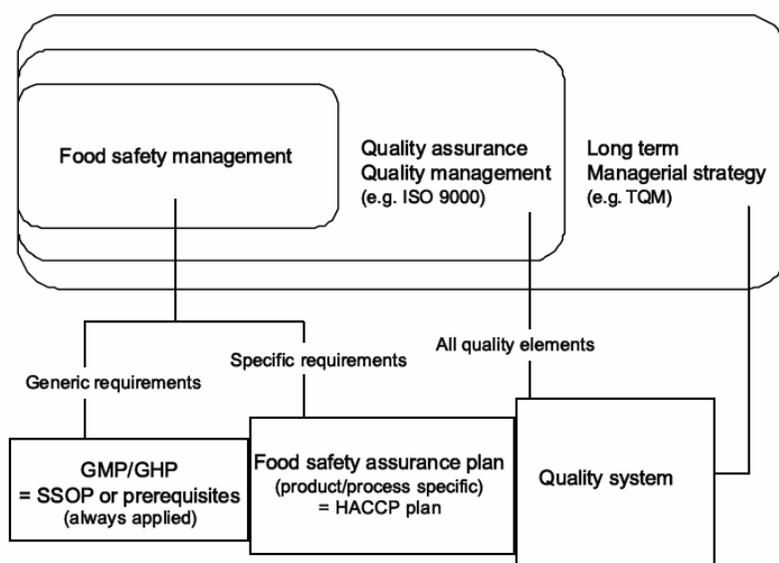 Food safety management
Quality assurance
Quality management
(e.g. ISO 9000)
Long term
Managerial strategy
(e.g. TQM)
Generic requirements
Specific requirements
All quality elements
GMP/GHP
= SSOP or prerequisites
(always applied)
Food safety assurance plan
(product/process specific)
= HACCP plan
Quality system